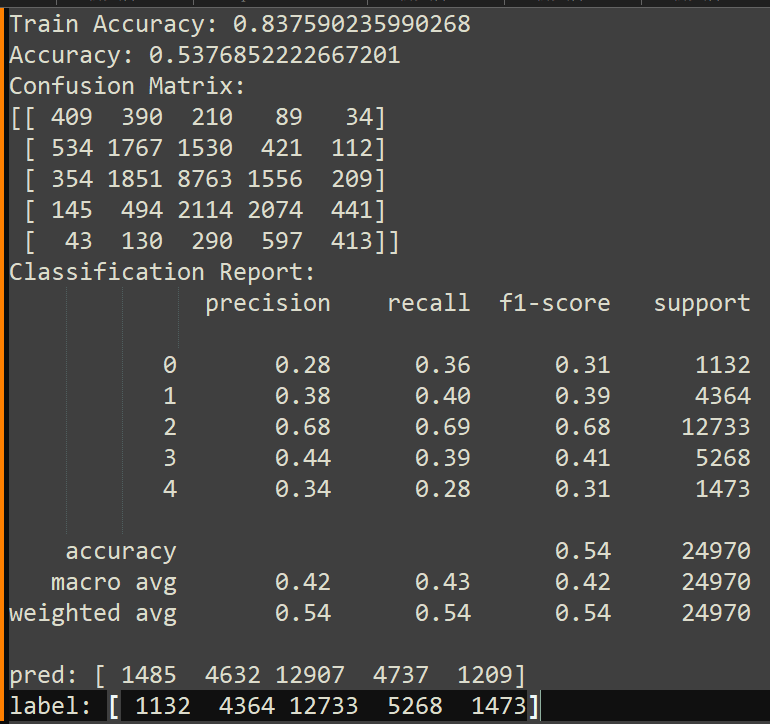 Train Accuracy: 0.837590235990268
Accuracy: 0.5376852222667201
Confusion Matrix:
[[ 409  390  210   89   34]
 [ 534 1767 1530  421  112]
 [ 354 1851 8763 1556  209]
 [ 145  494 2114 2074  441]
 [  43  130  290  597  413]]
Classification Report:
              precision    recall  f1-score   support
           0       0.28      0.36      0.31      1132
           1       0.38      0.40      0.39      4364
           2       0.68      0.69      0.68     12733
           3       0.44      0.39      0.41      5268
           4       0.34      0.28      0.31      1473
    accuracy                           0.54     24970
   macro avg       0.42      0.43      0.42     24970
weighted avg       0.54      0.54      0.54     24970
pred: [ 1485  4632 12907  4737  1209]
label: [ 1132  4364 12733  5268  1473]